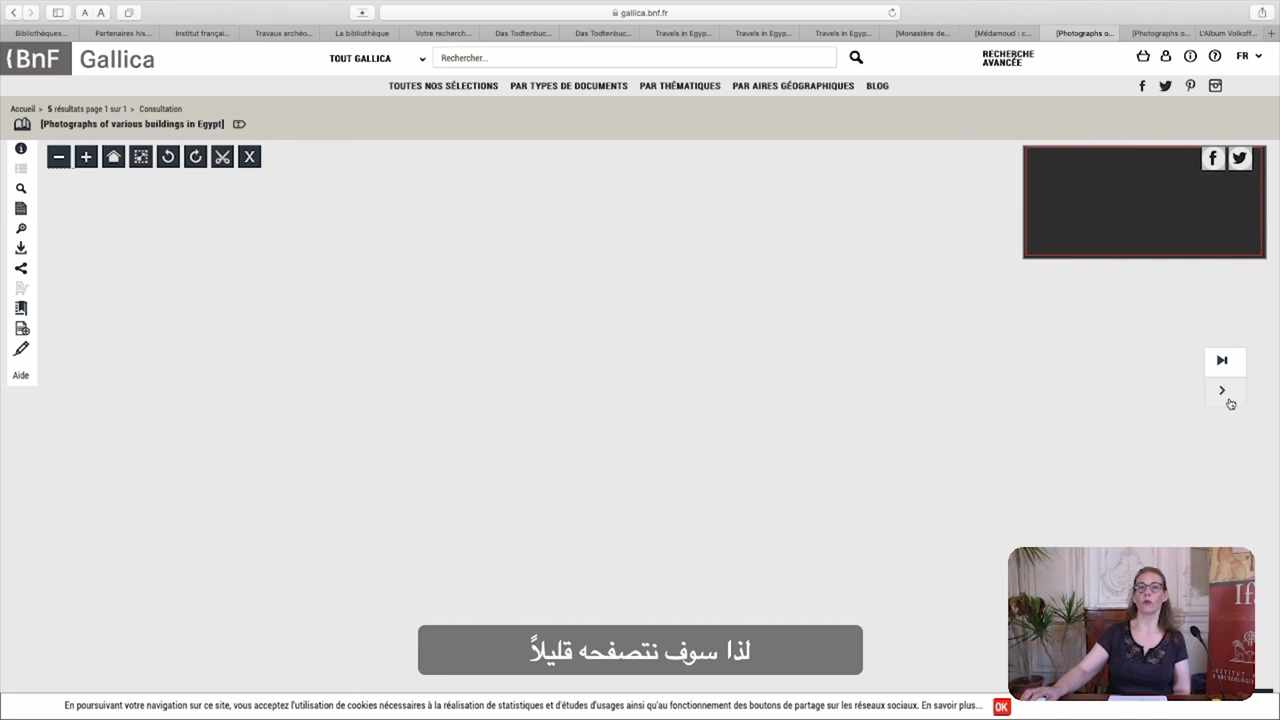 gallica.bnf.fr
Bibliothèques... Partenaires his... Institut françai... Travaux archéo... La bibliothèque Votre recherch... Das Todtenbuc... Das Todtenbuc... Travels in Egyp... Travels in Egyp... Travels in Egyp... [Monastère de... [Médamoud : c... [Photographs o... [Photographs o... L'Album Volkoff...
A A
{BnF Gallica
TOUT GALLICA
Rechercher...
RECHERCHE
AVANCÉE
FR
TOUTES NOS SÉLECTIONS PAR TYPES DE DOCUMENTS PAR THÉMATIQUES PAR AIRES GÉOGRAPHIQUES BLOG
Accueil > 5 résultats page 1 sur 1 > Consultation
[Photographs of various buildings in Egypt]
Aide
لذا سوف نتصفحه قليلاً
INSTITUT
D'ARCHÉOLOGIE
En poursuivant votre navigation sur ce site, vous acceptez l'utilisation de cookies nécessaires à la réalisation de statistiques et d'études d'usages ainsi qu'au fonctionnement des boutons de partage sur les réseaux sociaux. En savoir plus...
OK